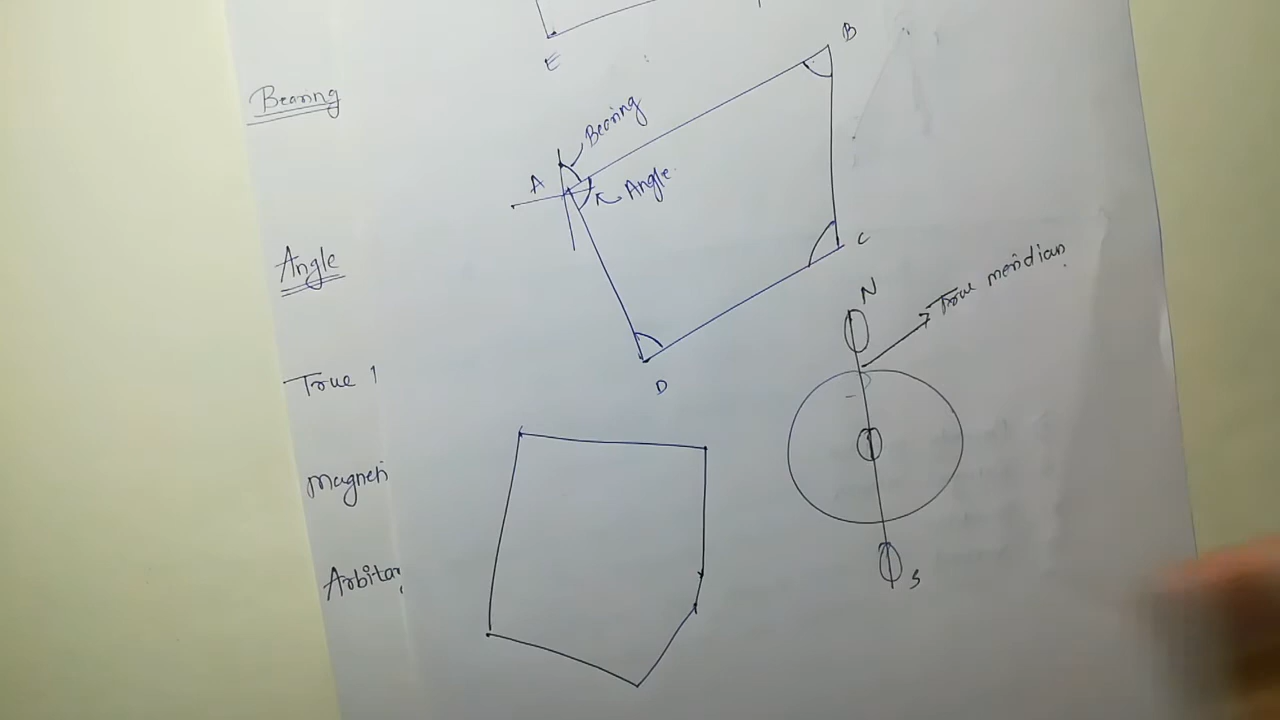 E
B
Bearing
Bearing
A
Angle
C
Angle
True meridian
N
True
D
Magneti
Arbitar
S